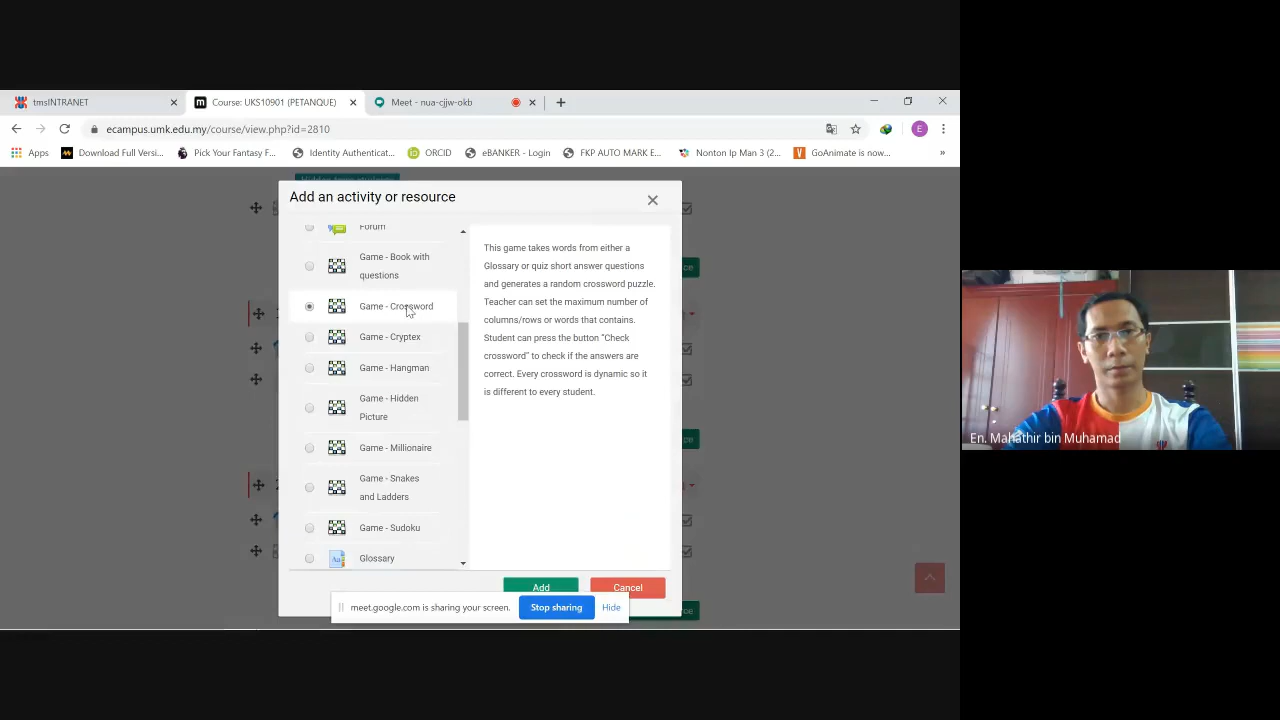 tmsINTRANET
Course: UKS10901 (PETANQUE)
Meet - nua-cjjw-okb
ecampus.umk.edu.my/course/view.php?id=2810
Apps
Download Full Versi...
Pick Your Fantasy F...
Identity Authenticat...
ORCID
eBANKER - Login
FKP AUTO MARK E...
Nonton Ip Man 3 (2...
GoAnimate is now...
»
Add an activity or resource
Forum
Game - Book with
questions
Game - Crossword
Game - Cryptex
Game - Hangman
Game - Hidden
Picture
Game - Millionaire
Game - Snakes
and Ladders
Game - Sudoku
Glossary
This game takes words from either a
Glossary or quiz short answer questions
and generates a random crossword puzzle.
Teacher can set the maximum number of
columns/rows or words that contains.
Student can press the button "Check
crossword" to check if the answers are
correct. Every crossword is dynamic so it
is different to every student.
Add
Cancel
meet.google.com is sharing your screen.
Stop sharing
Hide
En. Mahathir bin Muhamad